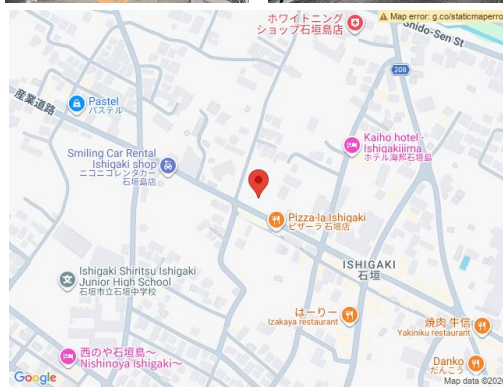 ホワイトニング
ショップ石垣島店
Map error: g.co/staticmaperro
Shido-Sen St
208
産業道路
Pastel
パステル
Kaiho hotel -
Ishigakijima
ホテル海邦石垣島
Smiling Car Rental
Ishigaki shop
ニコニコレンタカー
石垣島店
Pizza-la Ishigaki
ピザーラ 石垣店
Ishigaki Shiritsu Ishigaki
Junior High School
石垣市立石垣中学校
ISHIGAKI
石垣
はーりー
Izakaya restaurant
焼肉 牛信
Yakiniku restaurant
西のや石垣島〜
Nishinoya Ishigaki~
Danko
だんこう
Google
Map data ©202